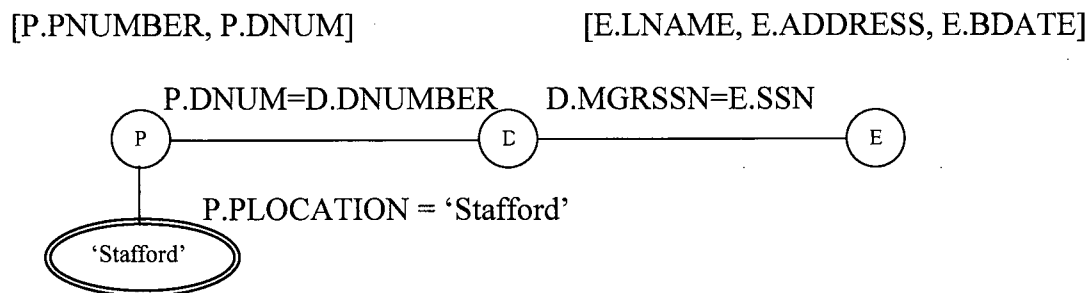 [P.PNUMBER, P.DNUM] [E.LNAME, E.ADDRESS, E.BDATE]
P.DNUM=D.DNUMBER D.MGRSSN=E.SSN
P D E
P.PLOCATION = ‘Stafford’
‘Stafford’